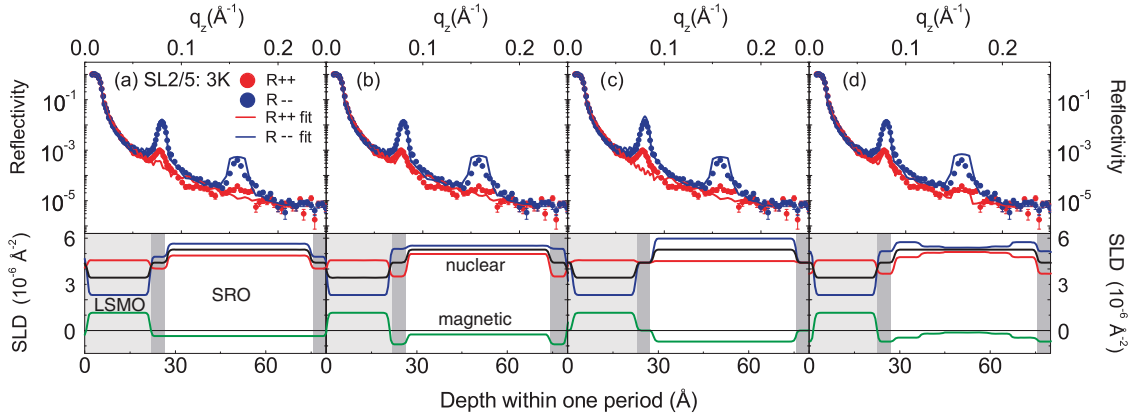 q_z(Å⁻¹) q_z(Å⁻¹) q_z(Å⁻¹) q_z(Å⁻¹)
0.0 0.1 0.2 0.0 0.1 0.2 0.0 0.1 0.2 0.0 0.1 0.2
(a) SL2/5: 3K (b) (c) (d)
R++
R--
R++ fit
R-- fit
Reflectivity
10⁻¹
10⁻³
10⁻⁵
Reflectivity
10⁻¹
10⁻³
10⁻⁵
SLD (10⁻⁶ Å⁻²)
6
3
0
LSMO
SRO
nuclear
magnetic
SLD (10⁻⁶ Å⁻²)
6
3
0
0 30 60 0 30 60 0 30 60 0 30 60
Depth within one period (Å)